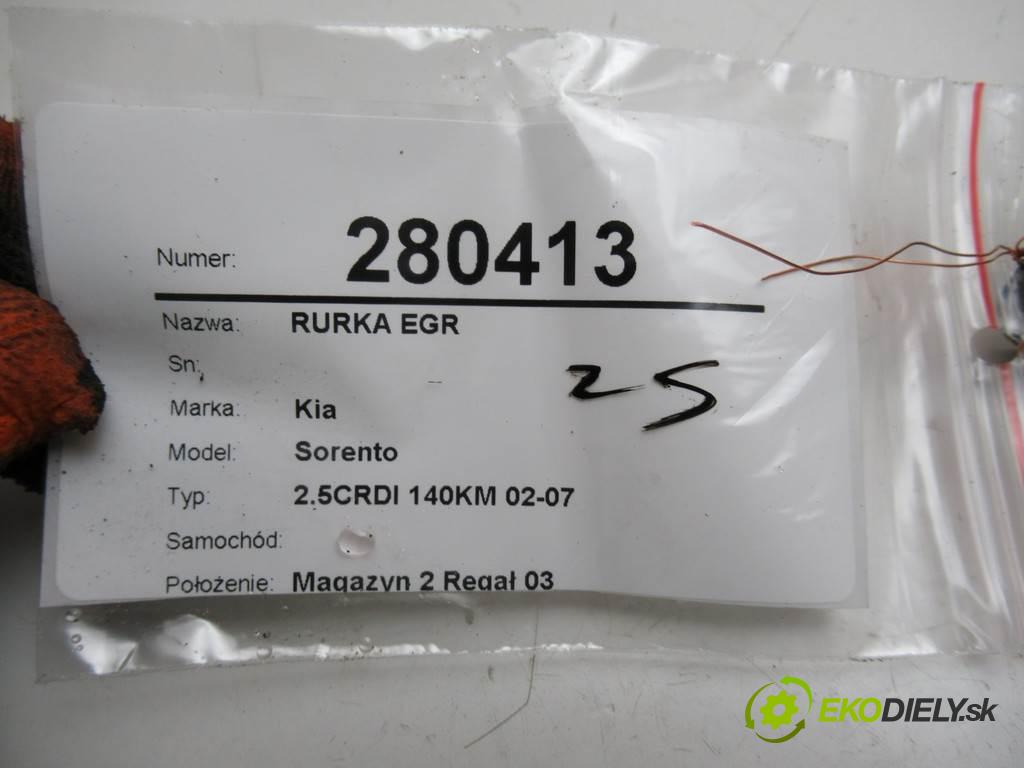 Numer: 280413
Nazwa: RURKA EGR
Sn:
25
Marka: Kia
Model: Sorento
Typ: 2.5CRDI 140KM 02-07
Samochód:
Położenie: Magazyn 2 Regał 03
EKODIELY.sk